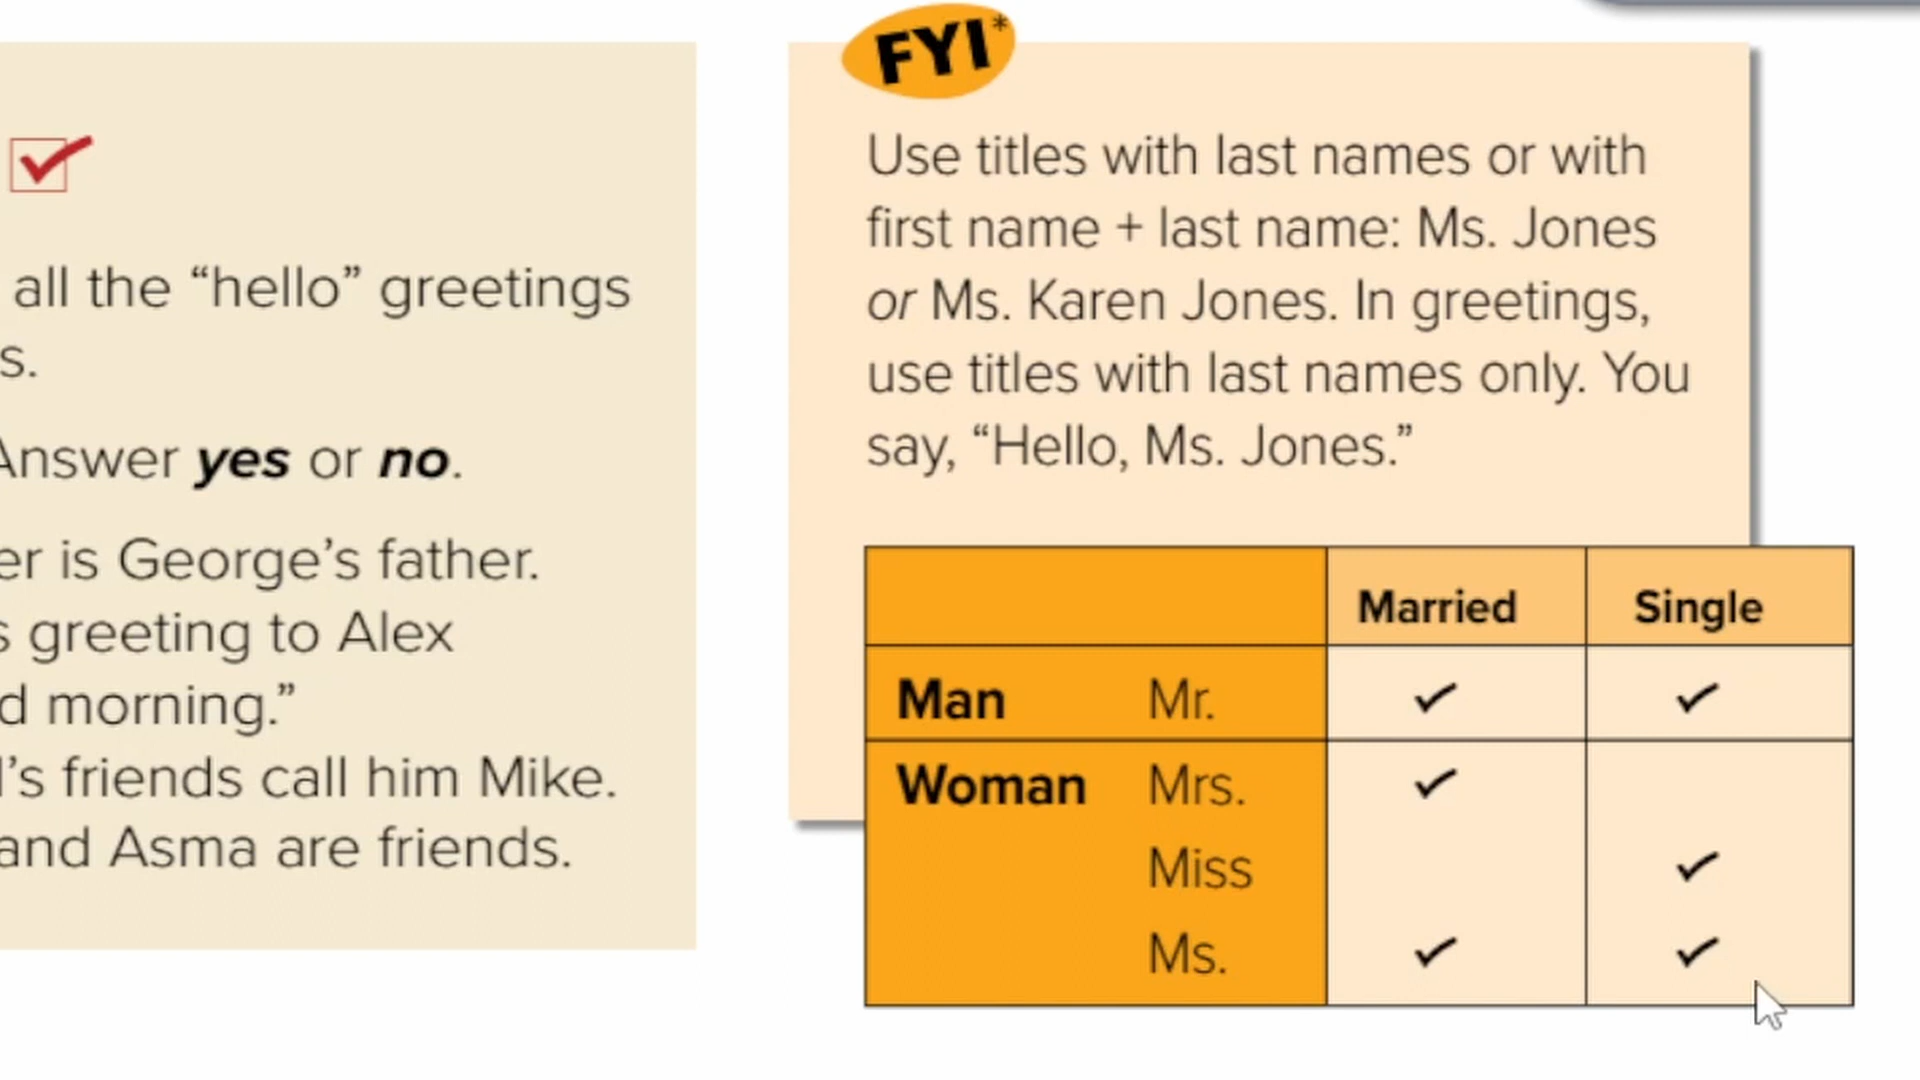 all the “hello” greetings
s.
Answer yes or no.
er is George’s father.
s greeting to Alex
d morning.”
l’s friends call him Mike.
and Asma are friends.
FYI*
Use titles with last names or with
first name + last name: Ms. Jones
or Ms. Karen Jones. In greetings,
use titles with last names only. You
say, “Hello, Ms. Jones.”
Married Single
Man Mr. ✓ ✓
Woman Mrs. ✓
Miss ✓
Ms. ✓ ✓